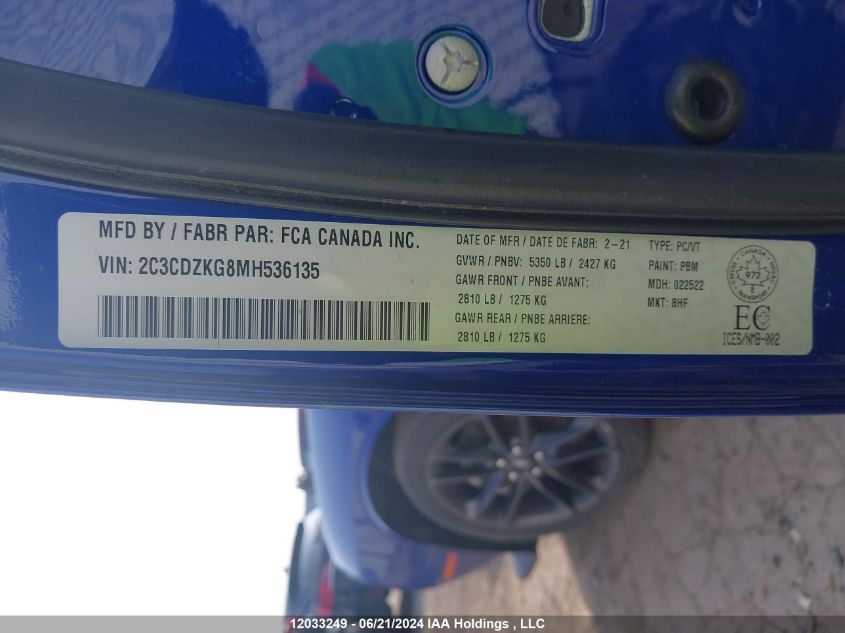 MFD BY / FABR PAR: FCA CANADA INC.
VIN: 2C3CDZKG8MH536135
DATE OF MFR / DATE DE FABR: 2-21
GVWR / PNBV: 5350 LB / 2427 KG
GAWR FRONT / PNBE AVANT:
2810 LB / 1275 KG
GAWR REAR / PNBE ARRIERE:
2810 LB / 1275 KG
TYPE: PC/VT
PAINT: PBM
MDH: 022522
MKT: 8HF
CANADA
972
TRANSPORT
EC
ICES/NMB-002
12033249 - 06/21/2024 IAA Holdings , LLC